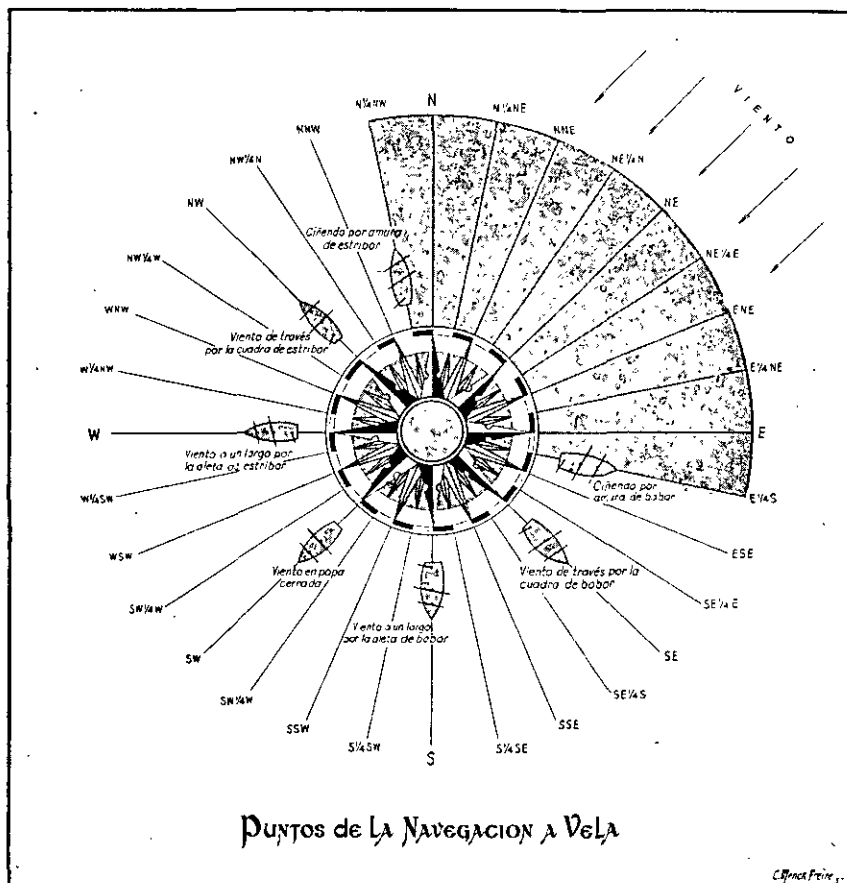 VIENTO
N
N¼NE
NNE
NE¼N
NE
NE¼E
ENE
E¼NE
E
E¼S
ESE
SE¼E
SE
SE¼S
SSE
S¼SE
S
S¼SW
SSW
SW¼W
SW
SW¼W
WSW
W¼SW
W
W¼NW
WNW
NW¼W
NW
NW¼N
NNW
N¼NW
Ciñendo por amura
de estribor
Viento de través
por la cuadra de estribor
Viento a un largo por
la aleta de estribor
Viento en popa
cerrada
Viento a un largo
por la aleta de babor
Viento de través por la
cuadra de babor
Ciñendo por
amura de babor
PUNTOS de LA NAVEGACION A VELA
Freire